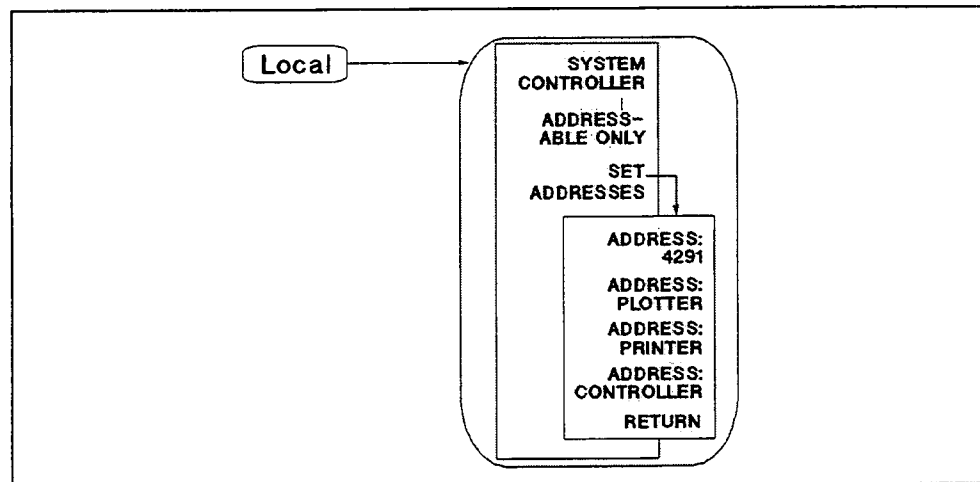 Local
SYSTEM
CONTROLLER
ADDRESS-
ABLE ONLY
SET
ADDRESSES
ADDRESS:
4291
ADDRESS:
PLOTTER
ADDRESS:
PRINTER
ADDRESS:
CONTROLLER
RETURN